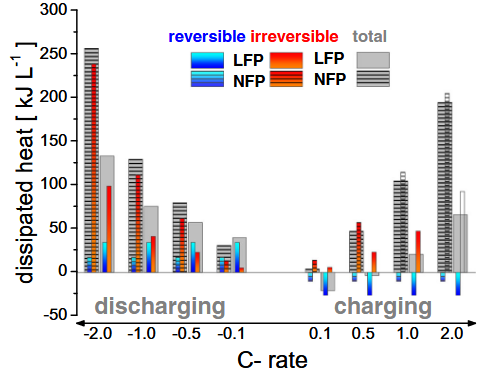 300
250
200
150
100
50
0
-50
dissipated heat [ kJ L-1 ]
reversible irreversible total
LFP LFP
NFP NFP
discharging charging
-2.0 -1.0 -0.5 -0.1 0.1 0.5 1.0 2.0
C- rate